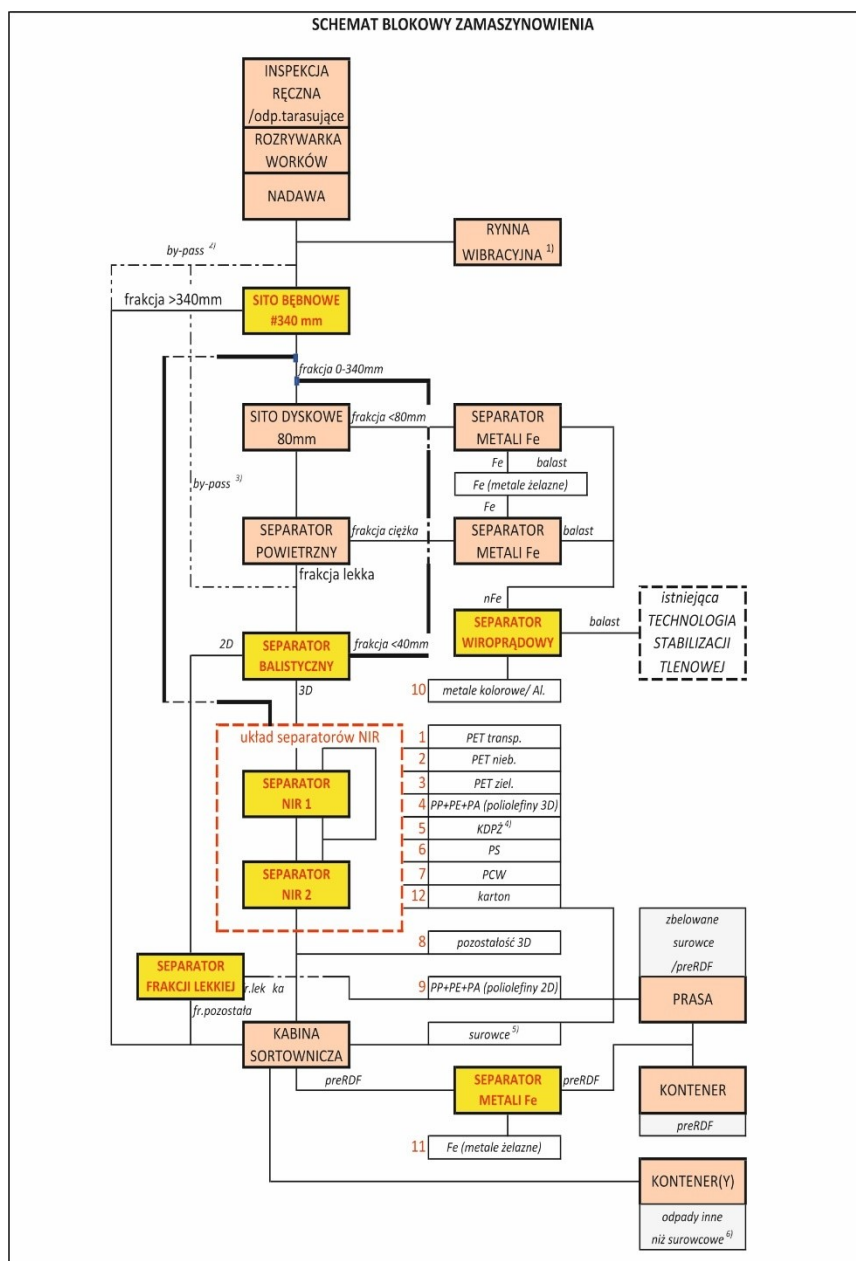 SCHEMAT BLOKOWY ZAMASZYNOWIENIA
INSPEKCJA
RĘCZNA
/odp.tarasujące
ROZRYWARKA
WORKÓW
NADAWA
RYNNA
WIBRACYJNA 1)
by-pass 2)
frakcja >340mm
SITO BĘBNOWE
#340 mm
frakcja 0-340mm
SITO DYSKOWE
80mm
frakcja <80mm
SEPARATOR
METALI Fe
Fe
balast
Fe (metale żelazne)
Fe
by-pass 3)
SEPARATOR
POWIETRZNY
frakcja ciężka
SEPARATOR
METALI Fe
balast
frakcja lekka
nFe
2D
SEPARATOR
BALISTYCZNY
frakcja <40mm
SEPARATOR
WIROPRĄDOWY
balast
istniejąca
TECHNOLOGIA
STABILIZACJI
TLENOWEJ
3D
10 metale kolorowe/ Al.
układ separatorów NIR
SEPARATOR
NIR 1
SEPARATOR
NIR 2
1 PET transp.
2 PET nieb.
3 PET ziel.
4 PP+PE+PA (poliolefiny 3D)
5 KDPŻ 4)
6 PS
7 PCW
12 karton
8 pozostałość 3D
zbelowane
surowce
/preRDF
SEPARATOR
FRAKCJI LEKKIEJ
r.lek ka
9 PP+PE+PA (poliolefiny 2D)
PRASA
fr.pozostała
KABINA
SORTOWNICZA
surowce 5)
preRDF
SEPARATOR
METALI Fe
preRDF
KONTENER
preRDF
11 Fe (metale żelazne)
KONTENER(Y)
odpady inne
niż surowcowe 6)